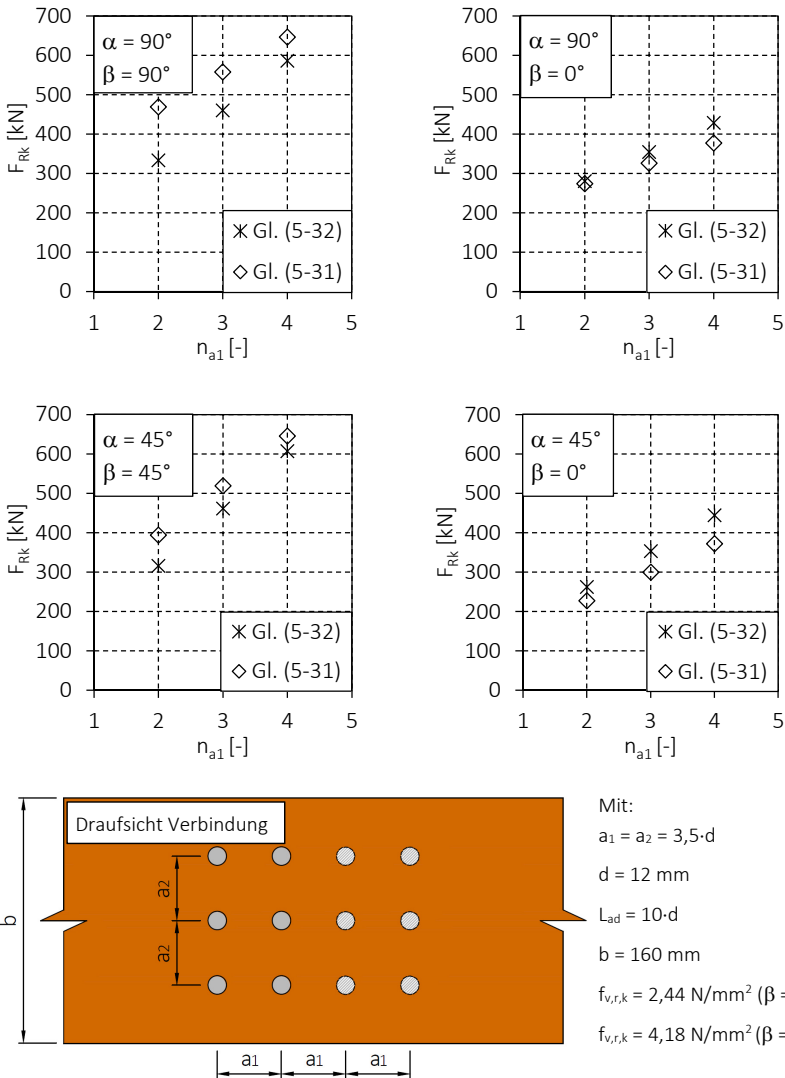 α = 90°
β = 90°
F_Rk [kN]
700
600
500
400
300
200
100
0
Gl. (5-32)
Gl. (5-31)
1 2 3 4 5
n_a1 [-]
α = 90°
β = 0°
F_Rk [kN]
700
600
500
400
300
200
100
0
Gl. (5-32)
Gl. (5-31)
1 2 3 4 5
n_a1 [-]
α = 45°
β = 45°
F_Rk [kN]
700
600
500
400
300
200
100
0
Gl. (5-32)
Gl. (5-31)
1 2 3 4 5
n_a1 [-]
α = 45°
β = 0°
F_Rk [kN]
700
600
500
400
300
200
100
0
Gl. (5-32)
Gl. (5-31)
1 2 3 4 5
n_a1 [-]
Draufsicht Verbindung
b
a2
a2
a1 a1 a1
Mit:
a₁ = a₂ = 3,5·d
d = 12 mm
L_ad = 10·d
b = 160 mm
f_v,r,k = 2,44 N/mm² (β =
f_v,r,k = 4,18 N/mm² (β =